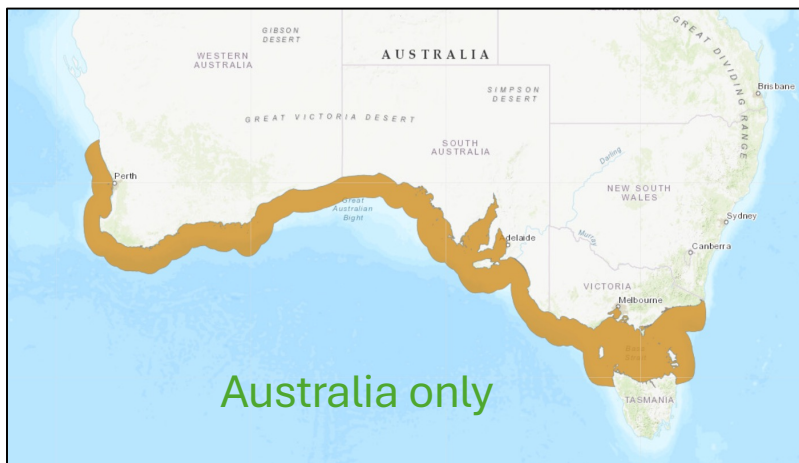 GIBSON
DESERT
WESTERN
AUSTRALIA
AUSTRALIA
SIMPSON
DESERT
GREAT DIVIDING RANGE
Brisbane
GREAT VICTORIA DESERT
SOUTH
AUSTRALIA
Darling
Perth
NEW SOUTH
WALES
Great
Australian
Bight
Sydney
Murray
Adelaide
Canberra
VICTORIA
Melbourne
Australia only
TASMANIA